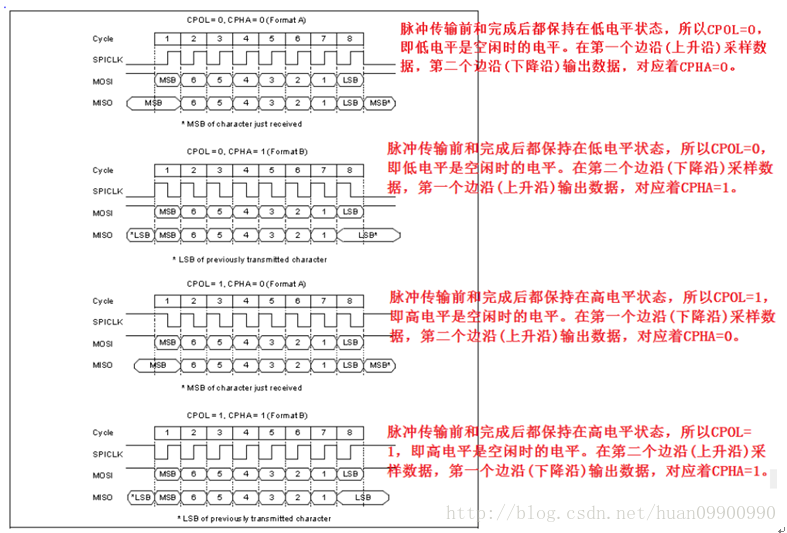 CPOL = 0, CPHA = 0 (Format A)
Cycle 1 2 3 4 5 6 7 8
SPICLK
MOSI MSB 6 5 4 3 2 1 LSB
MISO MSB 6 5 4 3 2 1 LSB MSB*
* MSB of character just received
脉冲传输前和完成后都保持在低电平状态，所以CPOL=0，
即低电平是空闲时的电平。在第一个边沿(上升沿)采样数
据，第二个边沿(下降沿)输出数据，对应着CPHA=0。
CPOL = 0, CPHA = 1 (Format B)
Cycle 1 2 3 4 5 6 7 8
SPICLK
MOSI MSB 6 5 4 3 2 1 LSB
MISO *LSB MSB 6 5 4 3 2 1 LSB*
* LSB of previously transmitted character
脉冲传输前和完成后都保持在低电平状态，所以CPOL=0，
即低电平是空闲时的电平。在第二个边沿(下降沿)采样数
据，第一个边沿(上升沿)输出数据，对应着CPHA=1。
CPOL = 1, CPHA = 0 (Format A)
Cycle 1 2 3 4 5 6 7 8
SPICLK
MOSI MSB 6 5 4 3 2 1 LSB
MISO MSB 6 5 4 3 2 1 LSB MSB*
* MSB of character just received
脉冲传输前和完成后都保持在高电平状态，所以CPOL=1，
即高电平是空闲时的电平。在第一个边沿(下降沿)采样数
据，第二个边沿(上升沿)输出数据，对应着CPHA=0。
CPOL = 1, CPHA = 1 (Format B)
Cycle 1 2 3 4 5 6 7 8
SPICLK
MOSI MSB 6 5 4 3 2 1 LSB
MISO *LSB MSB 6 5 4 3 2 1 LSB
* LSB of previously transmitted character
脉冲传输前和完成后都保持在高电平状态，所以CPOL=
1，即高电平是空闲时的电平。在第二个边沿(上升沿)采
样数据，第一个边沿(下降沿)输出数据，对应着CPHA=1。
http://blog.csdn.net/huan09900990